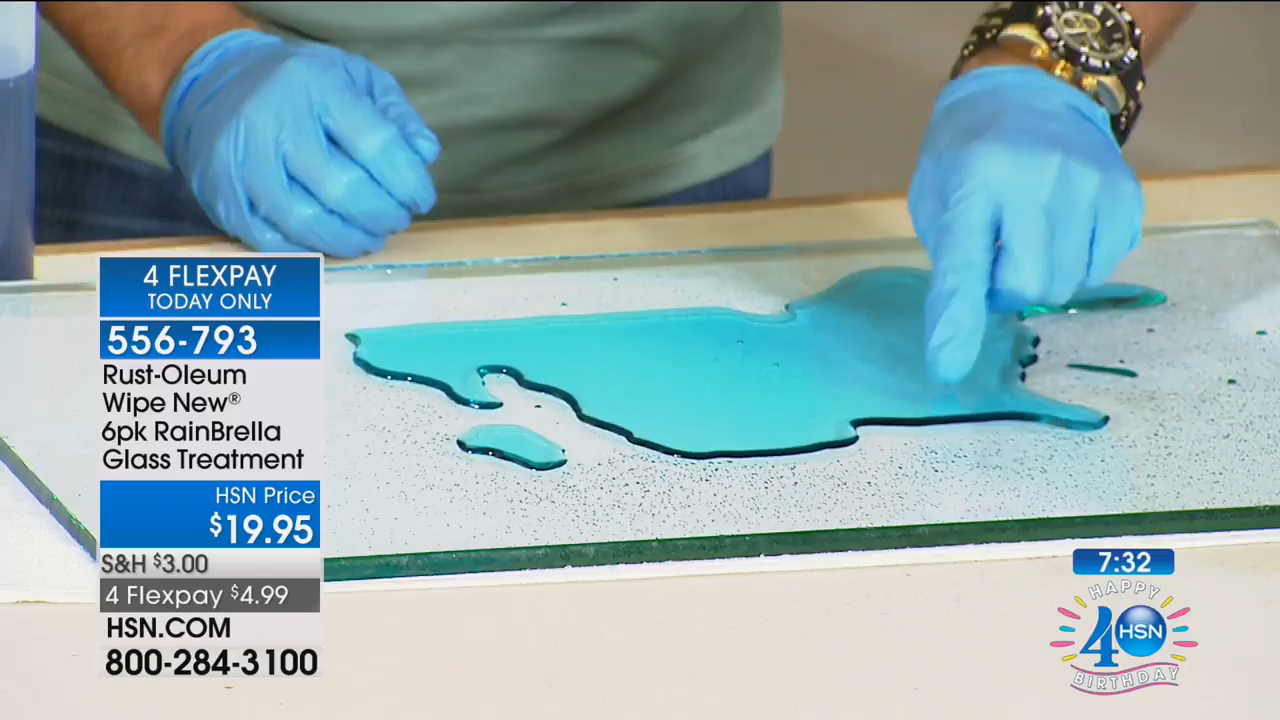 4 FLEXPAY
TODAY ONLY
556-793
Rust-Oleum
Wipe New®
6pk RainBrella
Glass Treatment
HSN Price
$19.95
S&H $3.00
4 Flexpay $4.99
HSN.COM
800-284-3100
7:32
HAPPY
40 HSN
BIRTHDAY